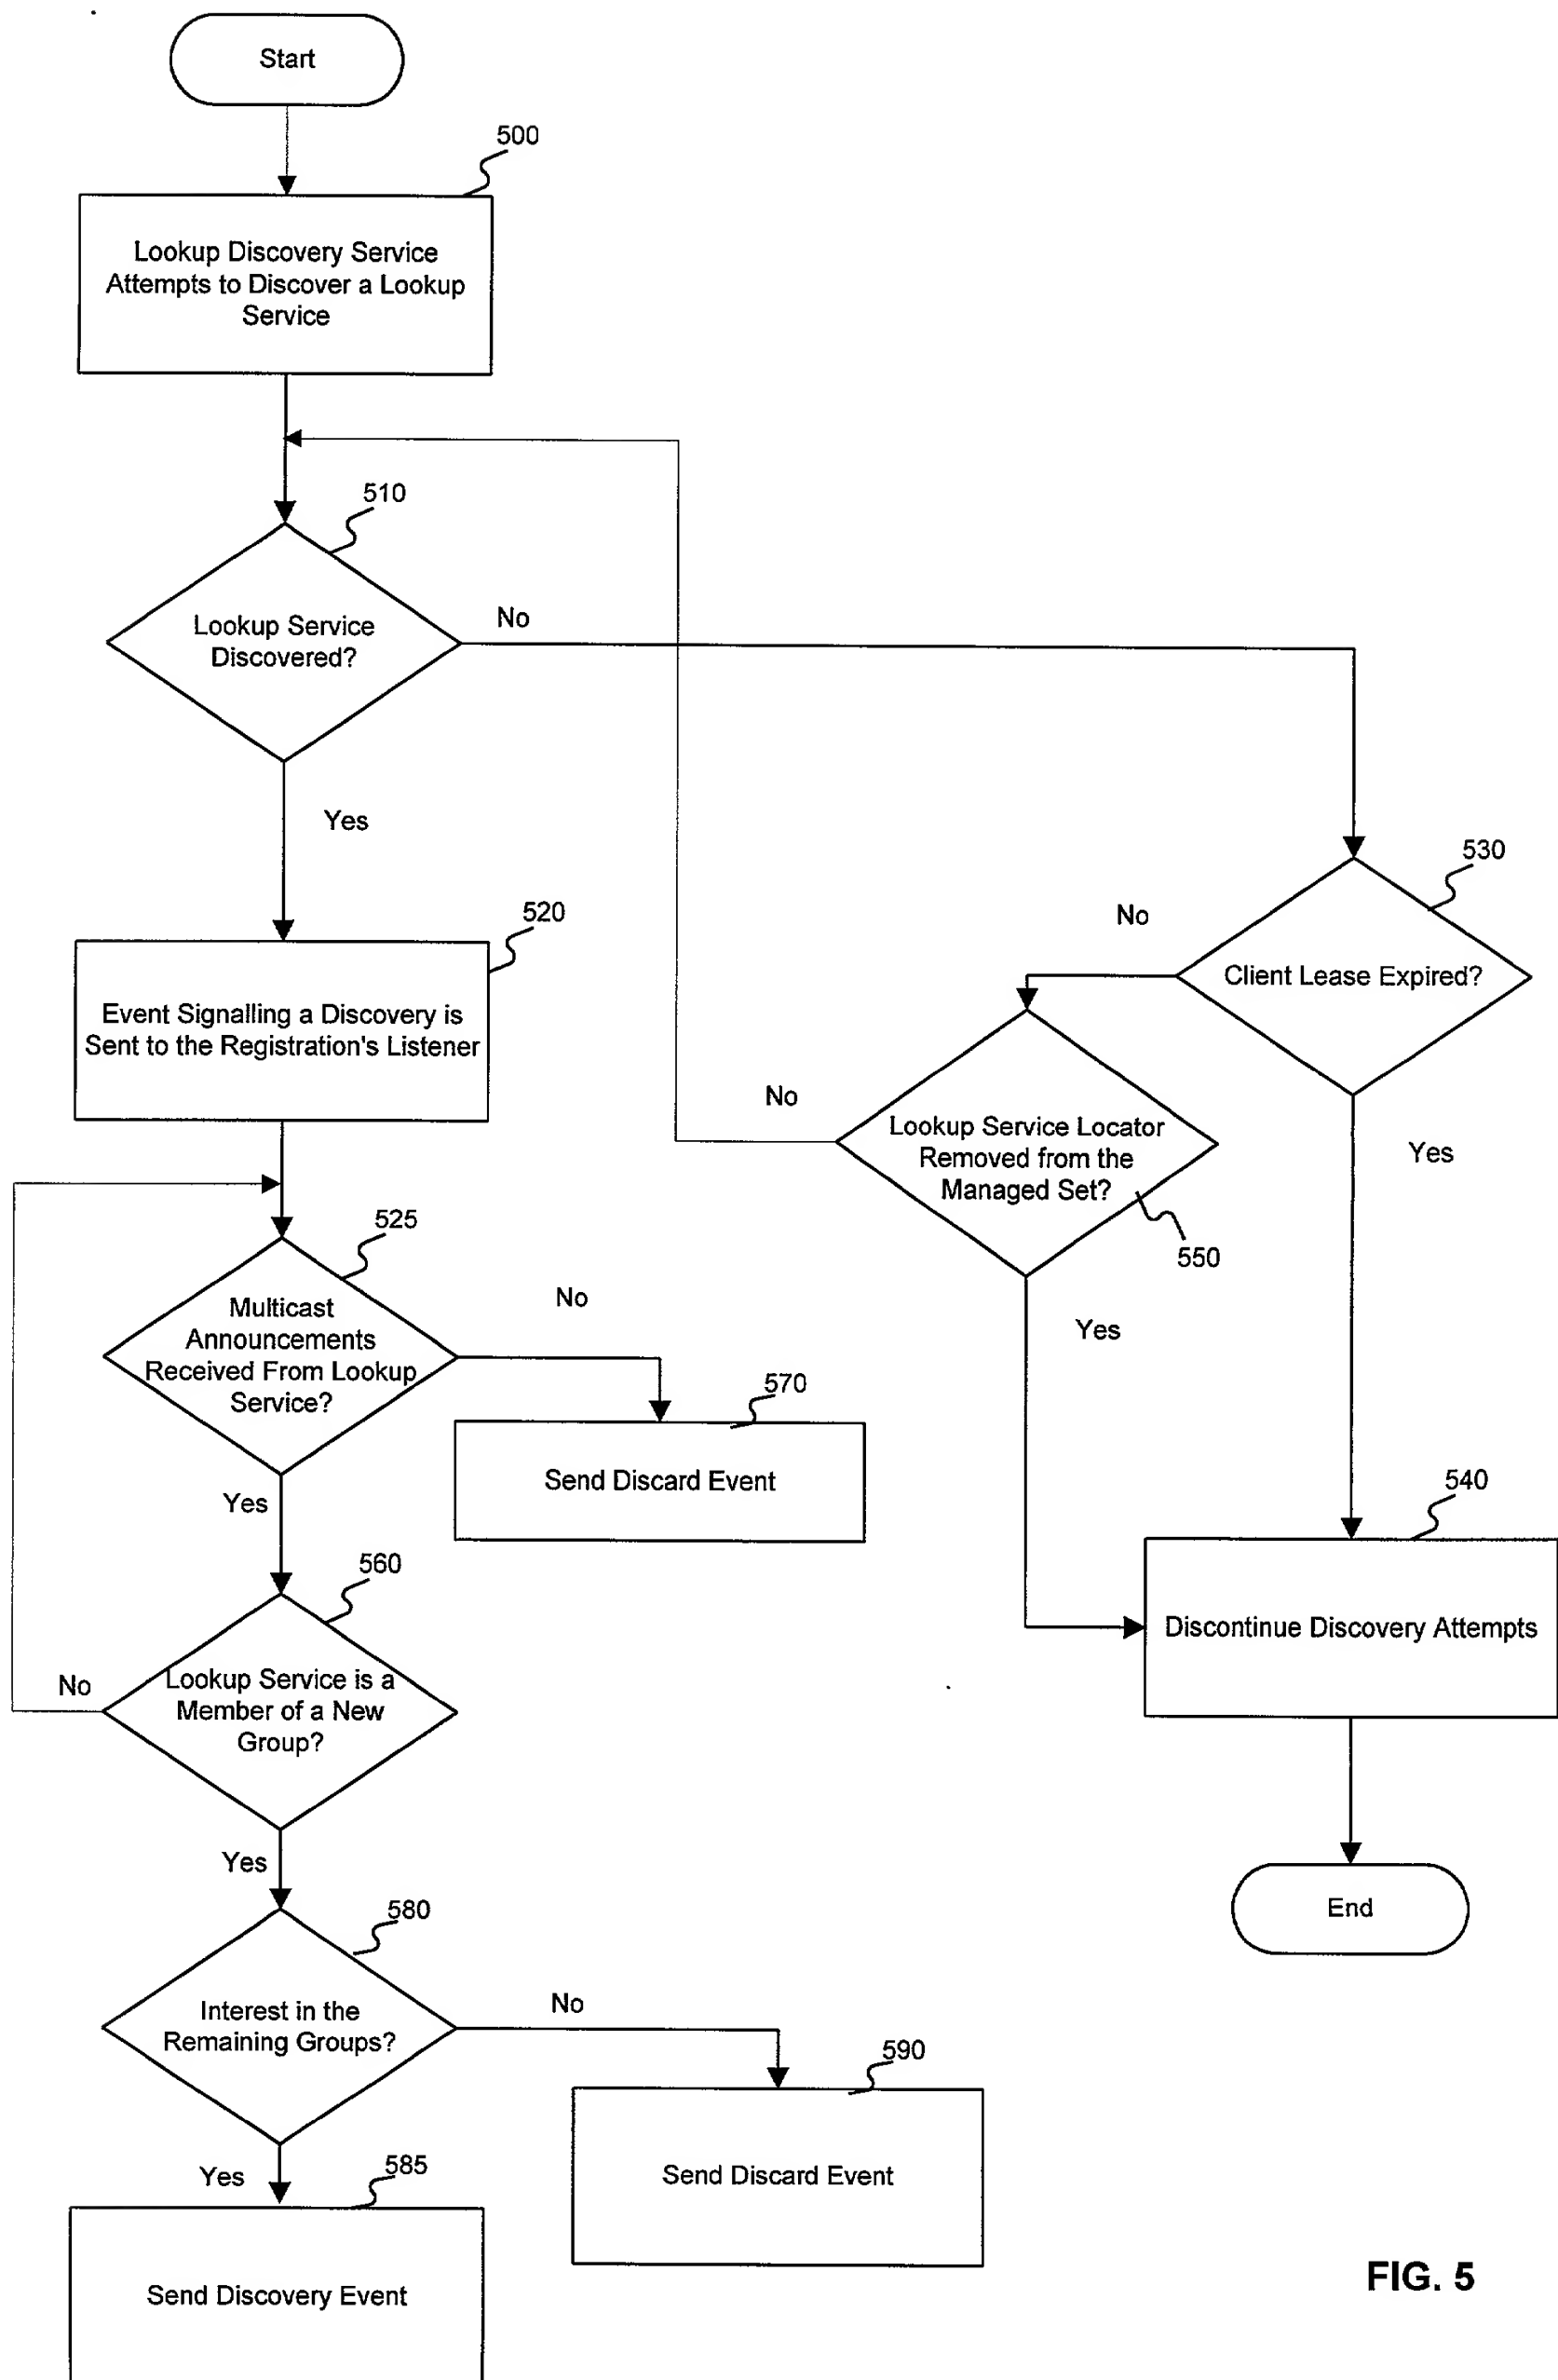 Start
500
Lookup Discovery Service
Attempts to Discover a Lookup
Service
510
Lookup Service
Discovered?
No
Yes
530
No
Client Lease Expired?
520
Event Signalling a Discovery is
Sent to the Registration's Listener
No
Lookup Service Locator
Removed from the
Managed Set?
Yes
550
525
Multicast
Announcements
Received From Lookup
Service?
No
Yes
570
Send Discard Event
Yes
540
Discontinue Discovery Attempts
560
Lookup Service is a
Member of a New
Group?
No
Yes
End
580
Interest in the
Remaining Groups?
No
590
Send Discard Event
Yes
585
Send Discovery Event
FIG. 5